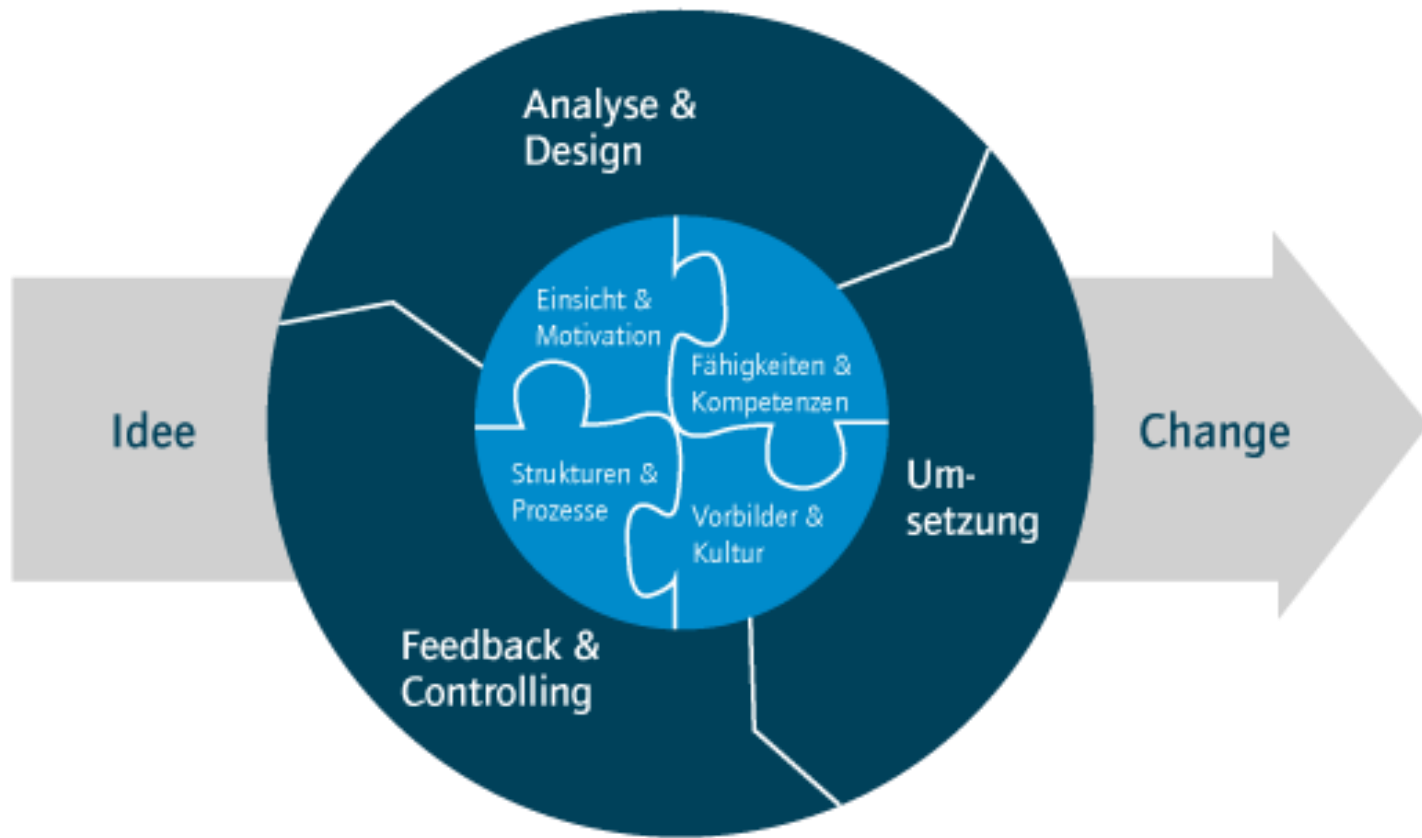 Analyse &
Design
Einsicht &
Motivation
Fähigkeiten &
Kompetenzen
Idee
Change
Um-
setzung
Strukturen &
Prozesse
Vorbilder &
Kultur
Feedback &
Controlling